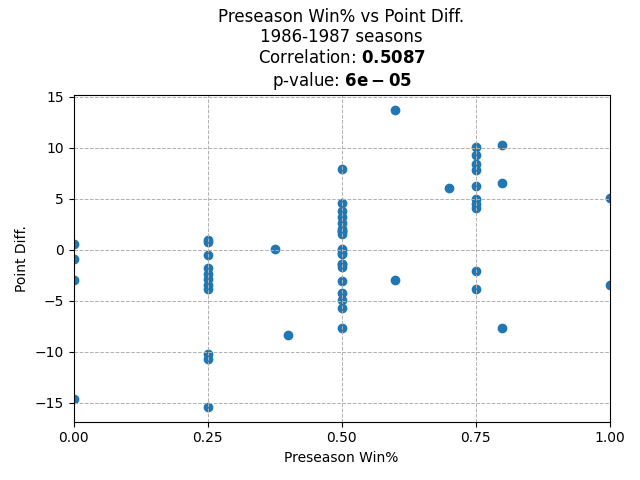 Preseason Win% vs Point Diff.
1986-1987 seasons
Correlation: 0.5087
p-value: 6e−05
15
10
5
0
−5
−10
−15
Point Diff.
0.00 0.25 0.50 0.75 1.00
Preseason Win%